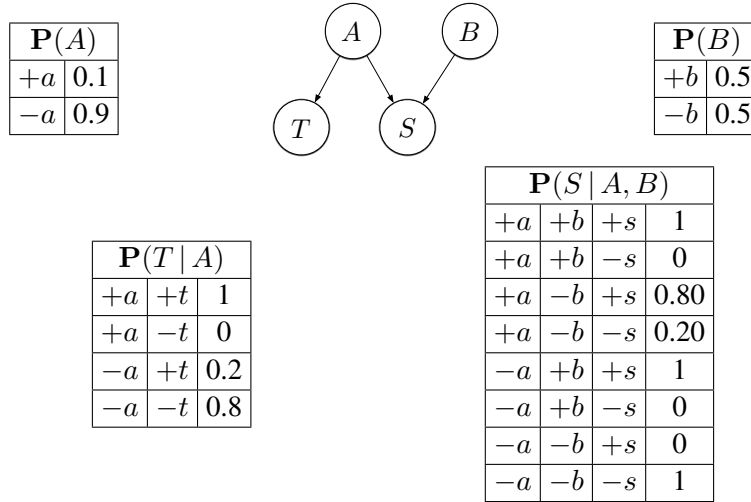 P(A)
+a 0.1
−a 0.9
A
B
T
S
P(B)
+b 0.5
−b 0.5
P(T | A)
+a +t 1
+a −t 0
−a +t 0.2
−a −t 0.8
P(S | A, B)
+a +b +s 1
+a +b −s 0
+a −b +s 0.80
+a −b −s 0.20
−a +b +s 1
−a +b −s 0
−a −b +s 0
−a −b −s 1